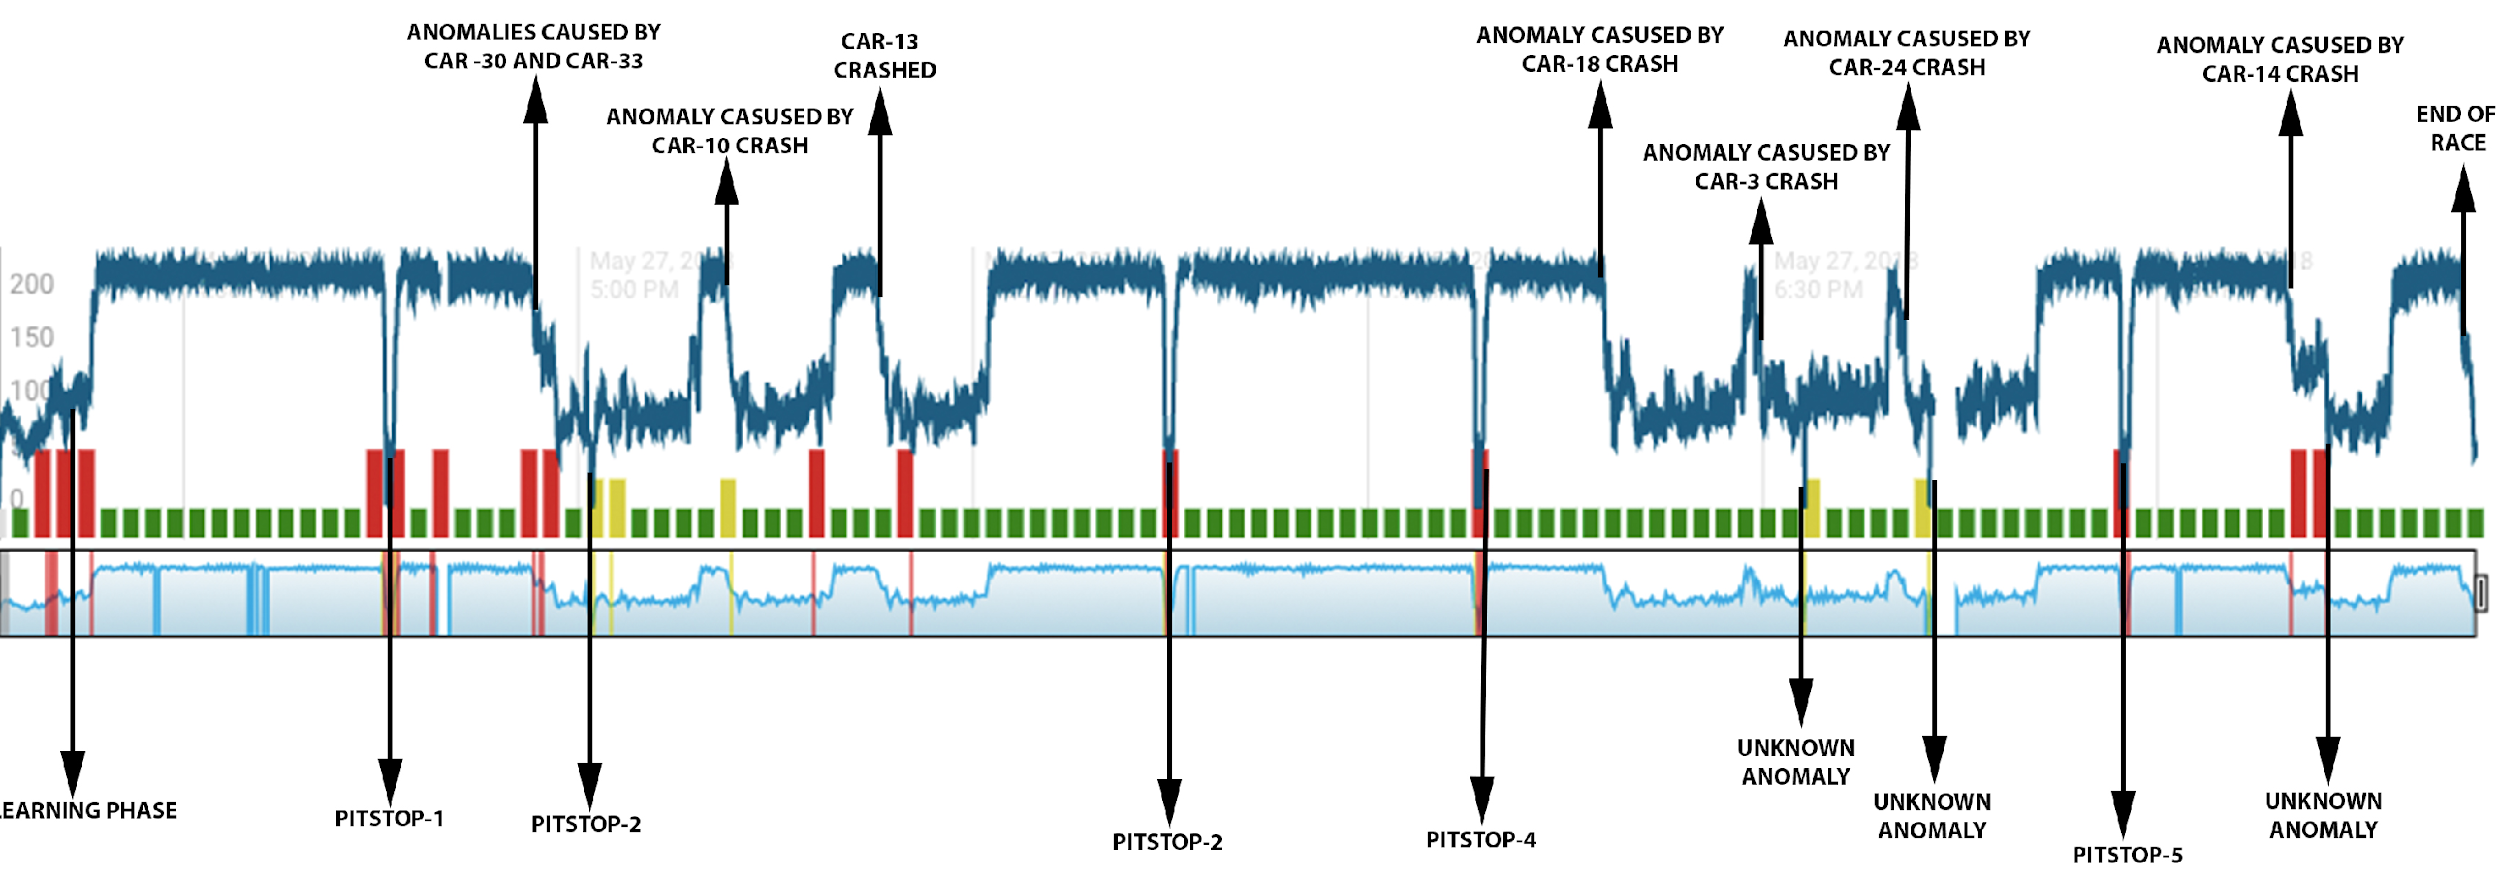 ANOMALIES CAUSED BY
CAR -30 AND CAR-33
CAR-13
CRASHED
ANOMALY CASUSED BY
CAR-10 CRASH
ANOMALY CASUSED BY
CAR-18 CRASH
ANOMALY CASUSED BY
CAR-3 CRASH
ANOMALY CASUSED BY
CAR-24 CRASH
ANOMALY CASUSED BY
CAR-14 CRASH
END OF
RACE
May 27, 20
5:00 PM
May 27, 2018
6:30 PM
8
200
150
100
0
LEARNING PHASE
PITSTOP-1
PITSTOP-2
PITSTOP-2
PITSTOP-4
UNKNOWN
ANOMALY
UNKNOWN
ANOMALY
PITSTOP-5
UNKNOWN
ANOMALY